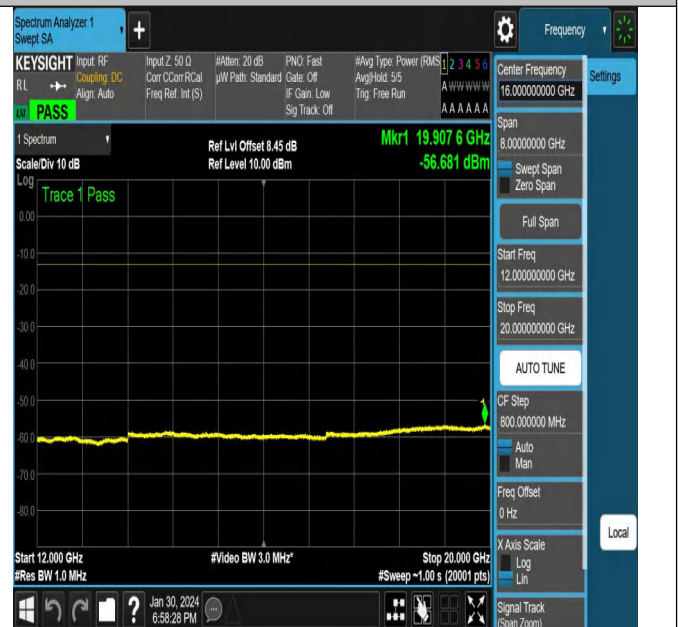 Spectrum Analyzer 1
Swept SA
+
Frequency
KEYSIGHT
RL
PASS
Input: RF
Coupling: DC
Align: Auto
Input Z: 50 Ω
Corr CCorr RCal
Freq Ref: Int (S)
#Atten: 20 dB
µW Path: Standard
PNO: Fast
Gate: Off
IF Gain: Low
Sig Track: Off
#Avg Type: Power (RMS
Avg|Hold: 5/5
Trig: Free Run
1 2 3 4 5 6
A W W W W W
A A A A A A
1 Spectrum
Scale/Div 10 dB
Log
Ref Lvl Offset 8.45 dB
Ref Level 10.00 dBm
Mkr1 19.907 6 GHz
-56.681 dBm
Trace 1 Pass
0.00
-10.0
-20.0
-30.0
-40.0
-50.0
-60.0
-70.0
-80.0
1
Start 12.000 GHz
#Res BW 1.0 MHz
#Video BW 3.0 MHz*
Stop 20.000 GHz
#Sweep ~1.00 s (20001 pts)
Center Frequency
16.00000000 GHz
Settings
Span
8.00000000 GHz
Swept Span
Zero Span
Full Span
Start Freq
12.000000000 GHz
Stop Freq
20.000000000 GHz
AUTO TUNE
CF Step
800.000000 MHz
Auto
Man
Freq Offset
0 Hz
X Axis Scale
Log
Lin
Local
Signal Track
(Span Zoom)
?
Jan 30, 2024
6:58:28 PM